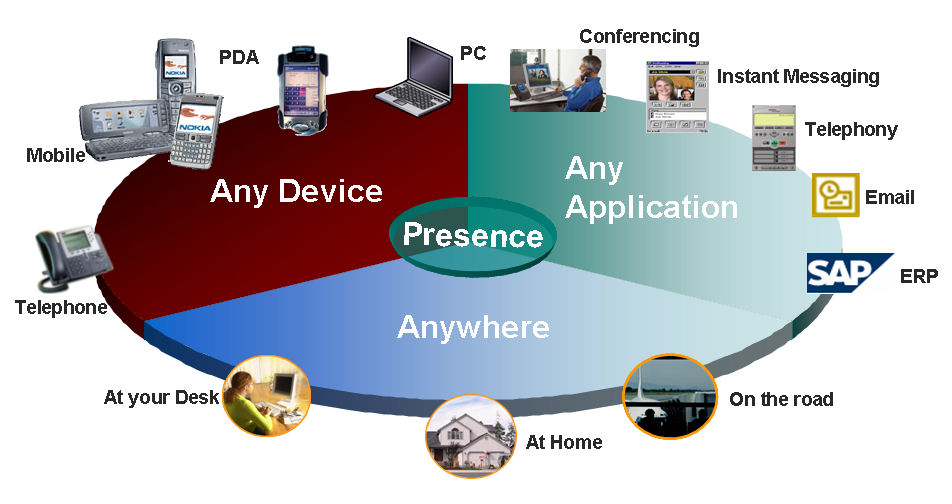 Conferencing
PDA
PC
Instant Messaging
NOKIA
NOKIA
Telephony
Mobile
Any Device
Any
Application
Email
Presence
SAP
ERP
Telephone
Anywhere
At your Desk
On the road
At Home